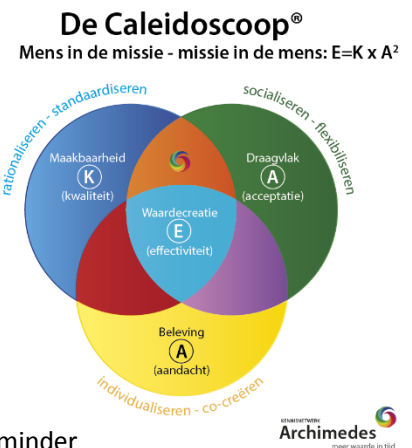 De Caleidoscoop®
Mens in de missie - missie in de mens: E=K x A²
rationaliseren - standaardiseren
socialiseren - flexibiliseren
Maakbaarheid
K
(kwaliteit)
Draagvlak
A
(acceptatie)
Waardecreatie
E
(effectiviteit)
Beleving
A
(aandacht)
individualiseren - co-creëren
minder
KENNISNETWERK
Archimedes
meer waarde in tijd